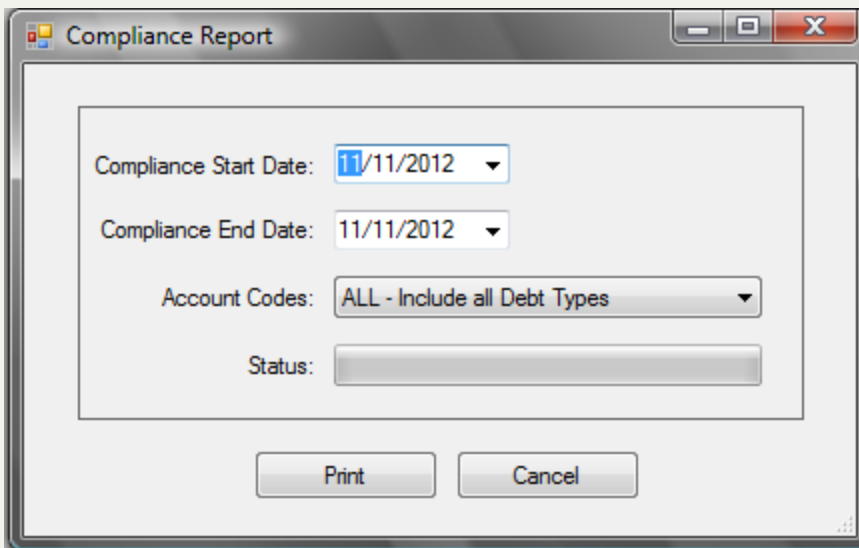 Compliance Report
Compliance Start Date: 11/11/2012
Compliance End Date: 11/11/2012
Account Codes: ALL - Include all Debt Types
Status:
Print Cancel